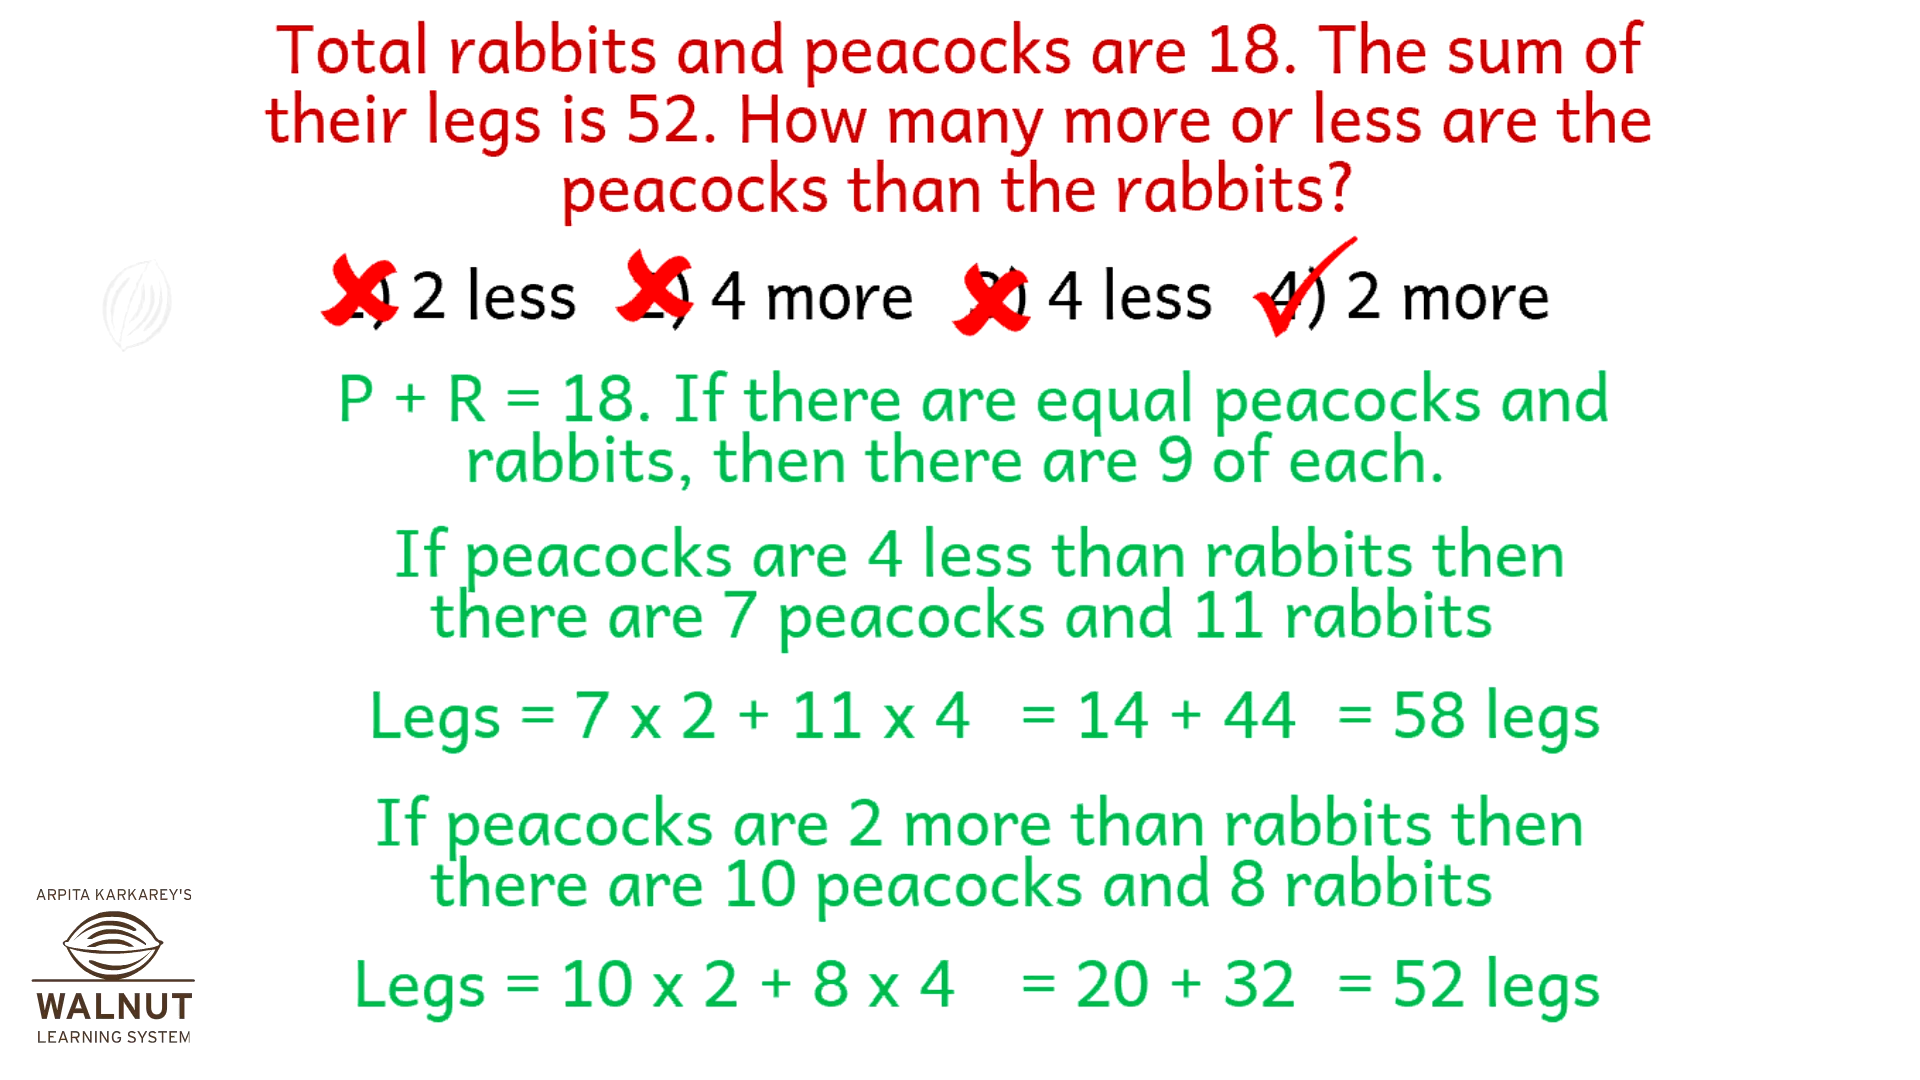 Total rabbits and peacocks are 18. The sum of
their legs is 52. How many more or less are the
peacocks than the rabbits?
1) 2 less 2) 4 more 3) 4 less 4) 2 more
P + R = 18. If there are equal peacocks and
rabbits, then there are 9 of each.
If peacocks are 4 less than rabbits then
there are 7 peacocks and 11 rabbits
Legs = 7 x 2 + 11 x 4 = 14 + 44 = 58 legs
If peacocks are 2 more than rabbits then
there are 10 peacocks and 8 rabbits
Legs = 10 x 2 + 8 x 4 = 20 + 32 = 52 legs
ARPITA KARKAREY'S
WALNUT
LEARNING SYSTEM